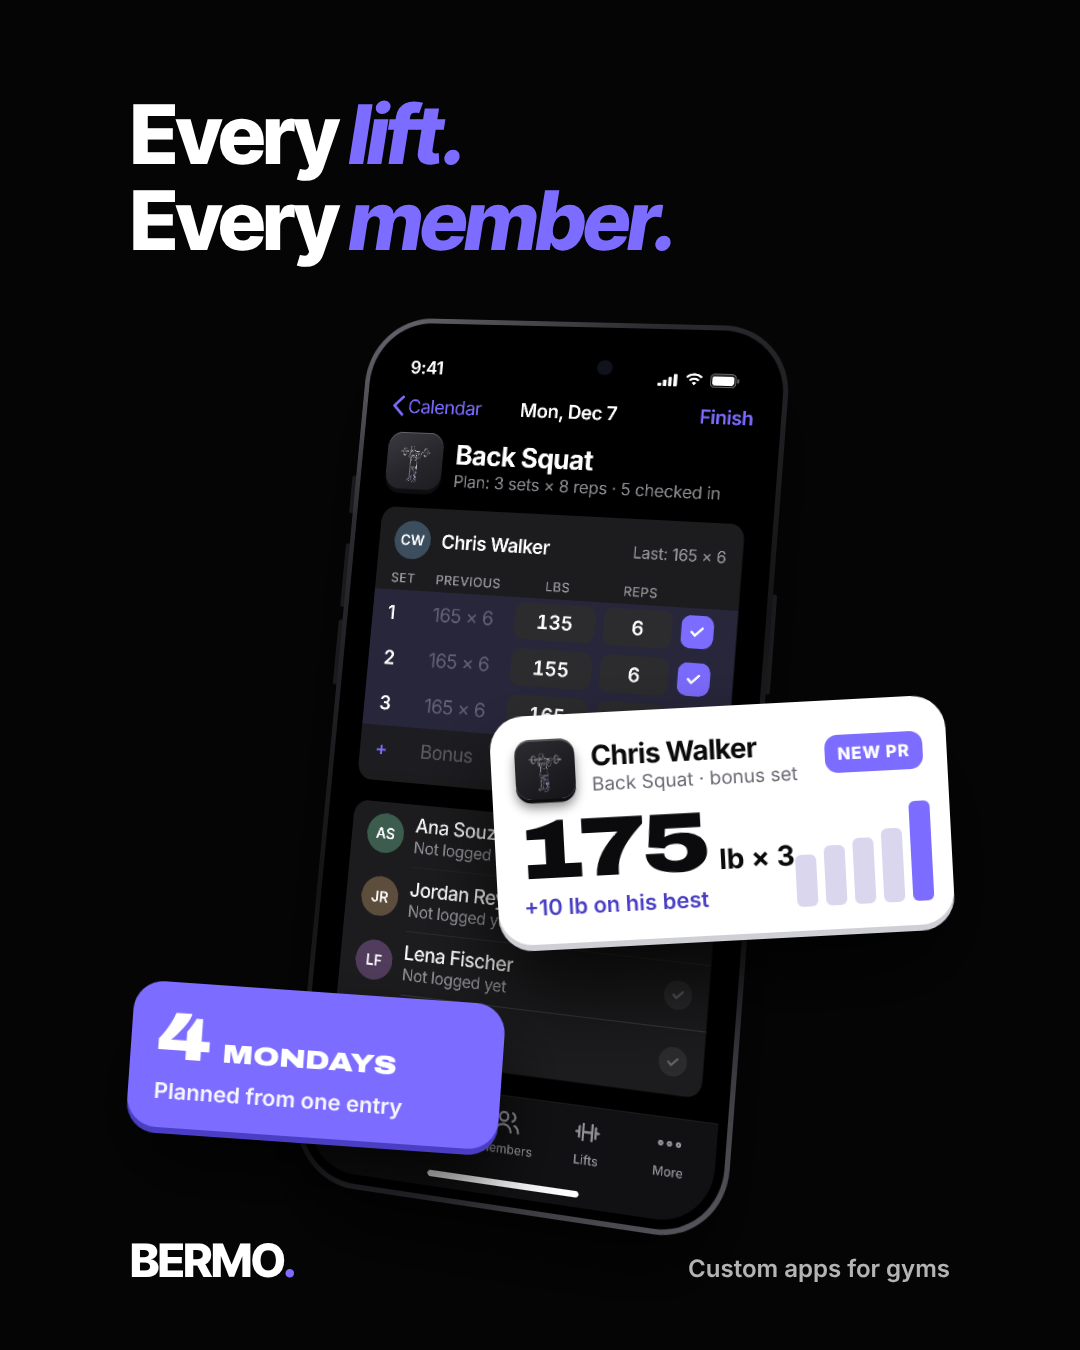 Every lift.
Every member.
9:41
Calendar Mon, Dec 7 Finish
Back Squat
Plan: 3 sets × 8 reps · 5 checked in
CW Chris Walker Last: 165 × 6
SET PREVIOUS LBS REPS
1 165 × 6 135 6
2 165 × 6 155 6
3 165 × 6 165
+ Bonus
Chris Walker NEW PR
Back Squat · bonus set
175 lb × 3
+10 lb on his best
AS Ana Souz
Not logged
JR Jordan Re
Not logged y
LF Lena Fischer
Not logged yet
4 MONDAYS
Planned from one entry
embers Lifts More
BERMO.
Custom apps for gyms